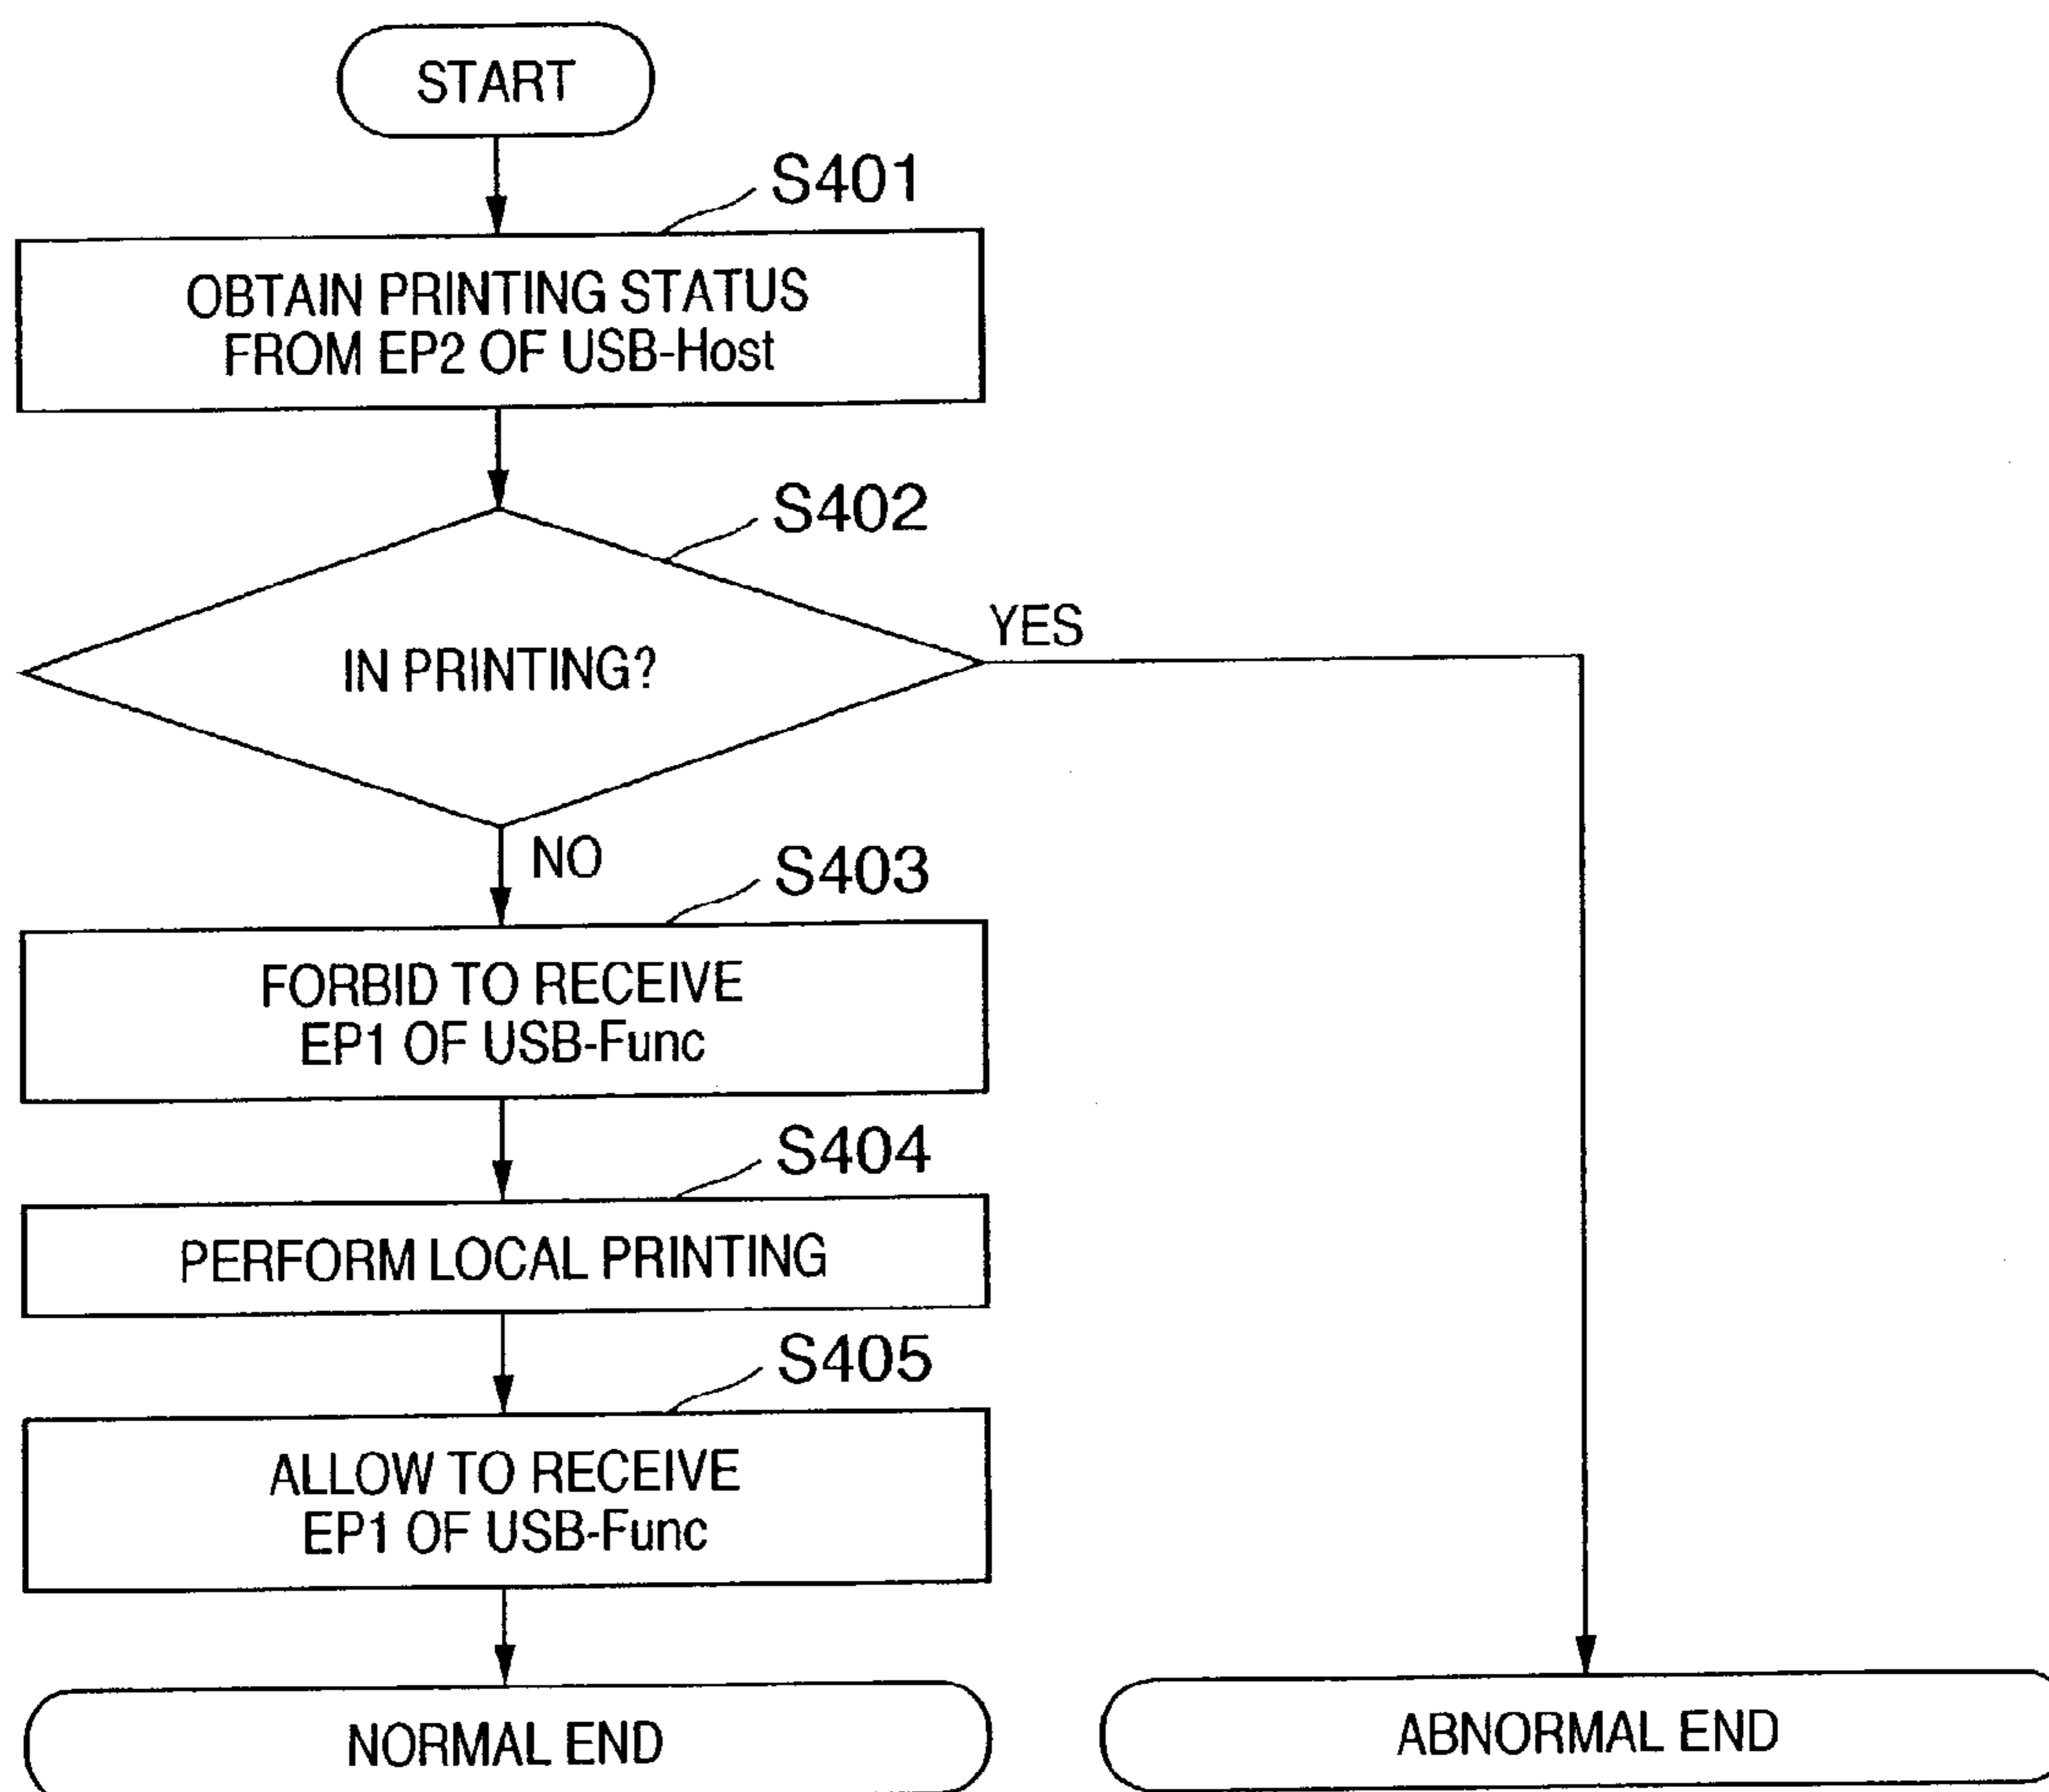 START
S401
OBTAIN PRINTING STATUS
FROM EP2 OF USB-Host
S402
IN PRINTING?
YES
NO
S403
FORBID TO RECEIVE
EP1 OF USB-Func
S404
PERFORM LOCAL PRINTING
S405
ALLOW TO RECEIVE
EP1 OF USB-Func
NORMAL END
ABNORMAL END